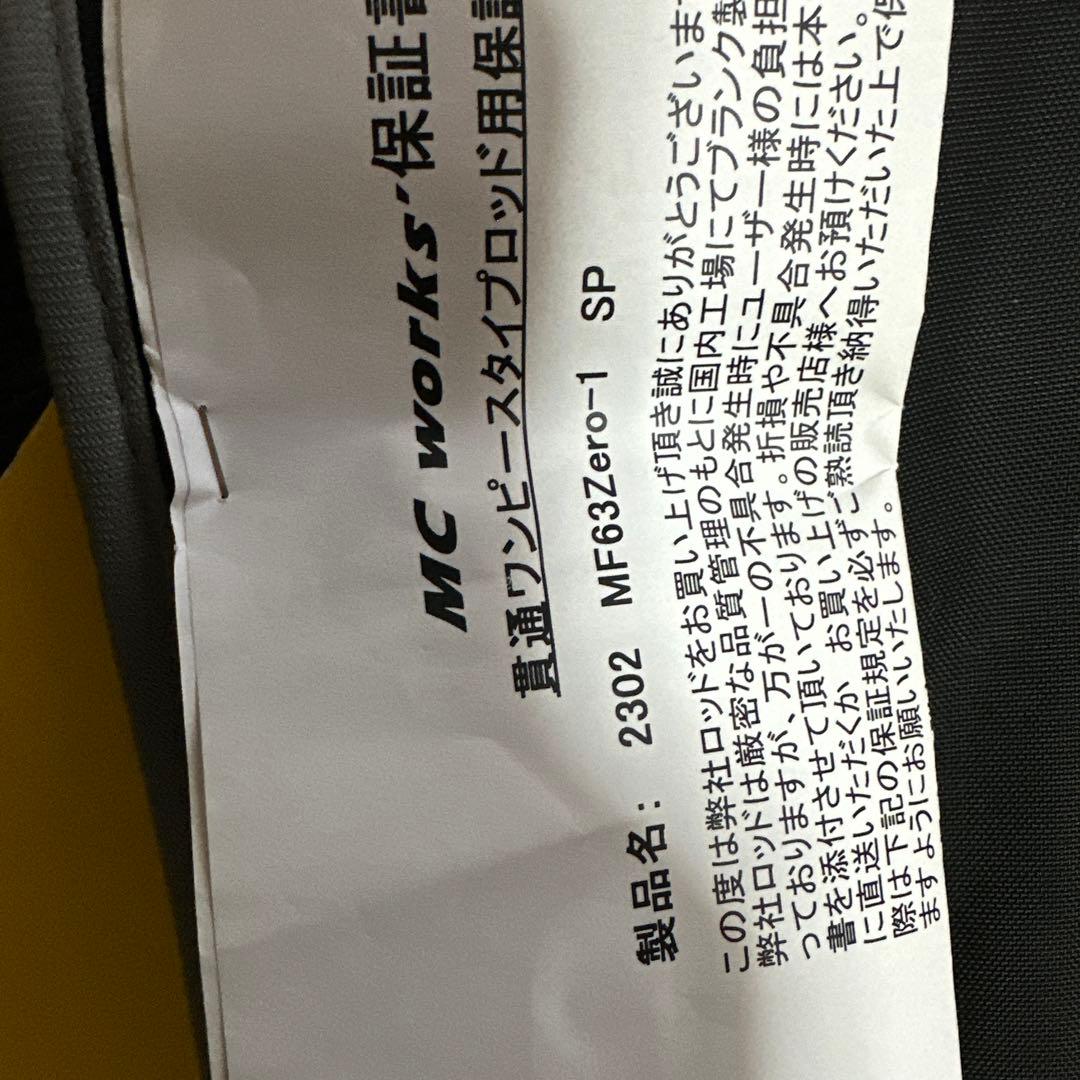 MC works'保証書
貫通ワンピースタイプロッド用保証
製品名: 2302 MF63Zero-1 SP
この度は弊社ロッドをお買い上げ頂き誠にありがとうございます
弊社ロッドは厳密な品質管理のもとに国内工場にてブランク製
っておりますが、万が一の不具合発生時にユーザー様の負担
書を添付させて頂いております。折損や不具合発生時には本
に直送いただくか、お買い上げの販売店様へお預けください。
際は下記の保証規定を必ずご熟読頂き納得いただいた上で保
ますようにお願いいたします。